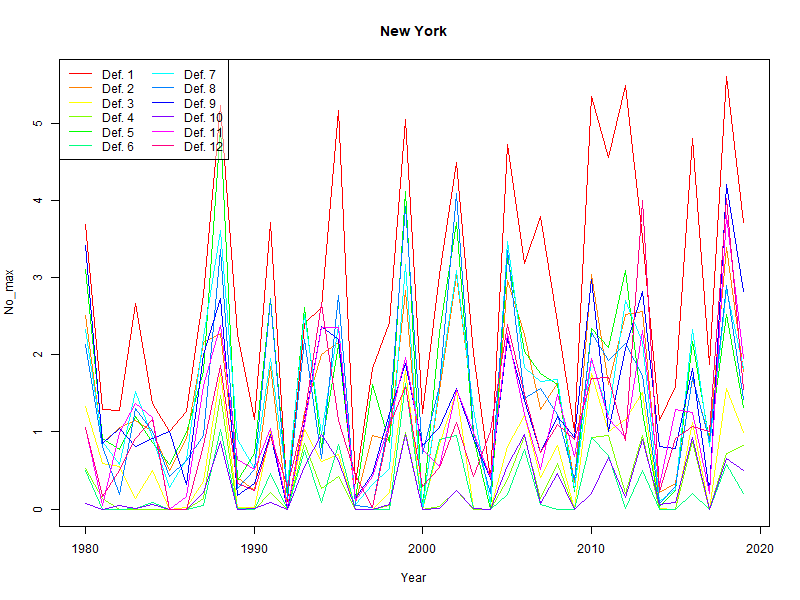 New York
Def. 1 Def. 7
Def. 2 Def. 8
Def. 3 Def. 9
Def. 4 Def. 10
Def. 5 Def. 11
Def. 6 Def. 12
5
4
3
2
1
0
No_max
1980 1990 2000 2010 2020
Year